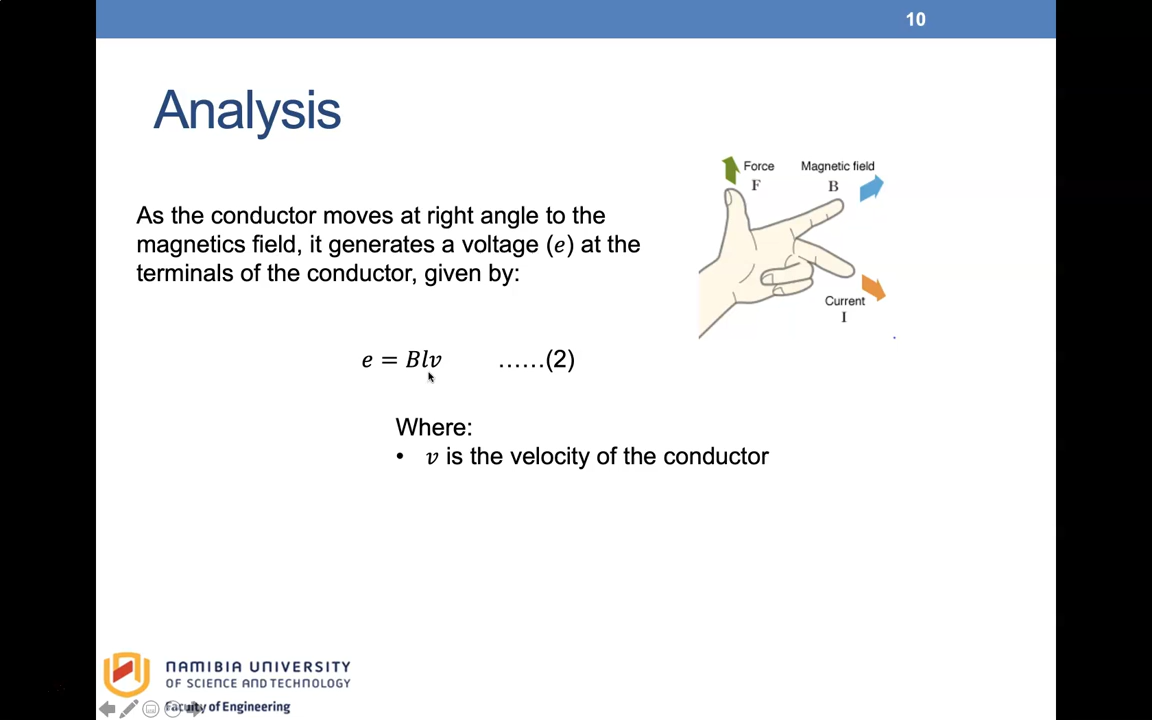 10
Analysis
Force
F
Magnetic field
B
As the conductor moves at right angle to the
magnetics field, it generates a voltage (e) at the
terminals of the conductor, given by:
Current
I
e = Blv ......(2)
Where:
• v is the velocity of the conductor
NAMIBIA UNIVERSITY
OF SCIENCE AND TECHNOLOGY
Faculty of Engineering